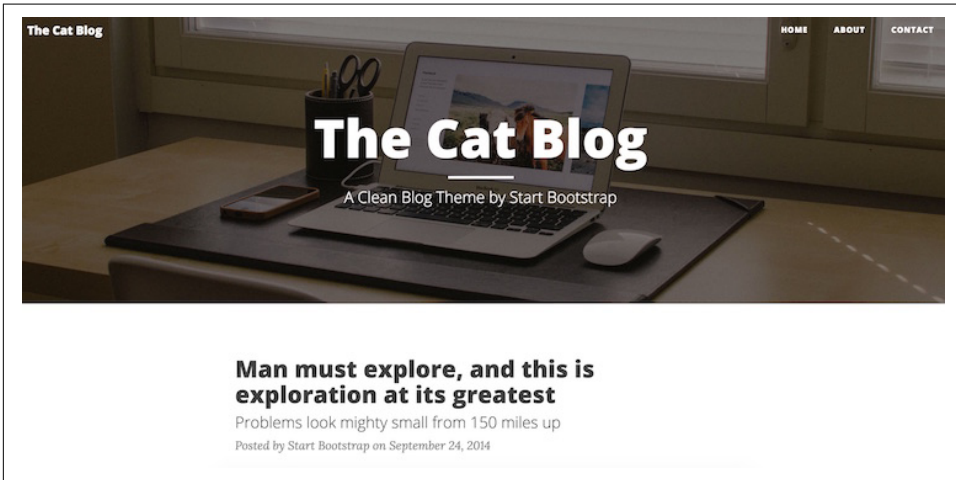 The Cat Blog
HOME ABOUT CONTACT
The Cat Blog
A Clean Blog Theme by Start Bootstrap
Man must explore, and this is
exploration at its greatest
Problems look mighty small from 150 miles up
Posted by Start Bootstrap on September 24, 2014